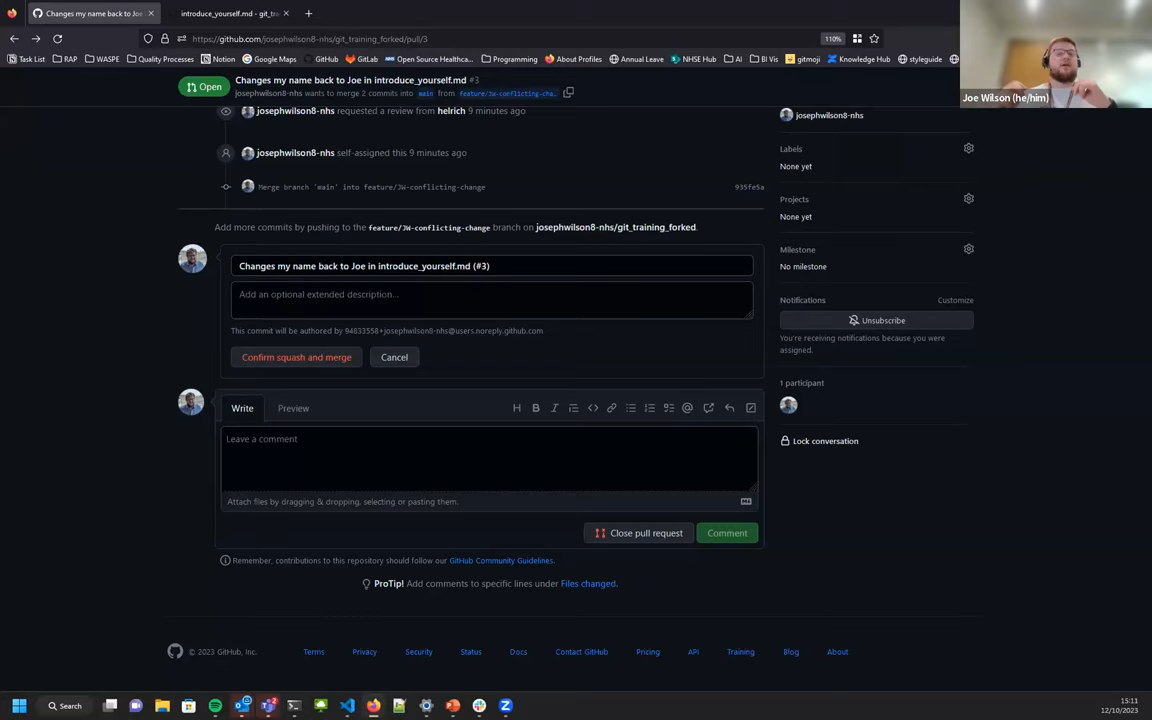 Changes my name back to Joe
introduce_yourself.md - git_tra
https://github.com/josephwilson8-nhs/git_training_forked/pull/3
110%
Task List
RAP
WASPE
Quality Processes
Notion
Google Maps
GitHub
GitLab
Open Source Healthca...
Programming
About Profiles
Annual Leave
NHSE Hub
AI
BI Vis
gitmoji
Knowledge Hub
styleguide
Joe Wilson (he/him)
Open
Changes my name back to Joe in introduce_yourself.md #3
josephwilson8-nhs wants to merge 2 commits into main from feature/JW-conflicting-cha...
josephwilson8-nhs requested a review from helrich 9 minutes ago
josephwilson8-nhs self-assigned this 9 minutes ago
Merge branch 'main' into feature/JW-conflicting-change
935fe5a
Add more commits by pushing to the feature/JW-conflicting-change branch on josephwilson8-nhs/git_training_forked.
Changes my name back to Joe in introduce_yourself.md (#3)
Add an optional extended description...
This commit will be authored by 94833558+josephwilson8-nhs@users.noreply.github.com
Confirm squash and merge
Cancel
Write
Preview
Leave a comment
Attach files by dragging & dropping, selecting or pasting them.
Close pull request
Comment
Remember, contributions to this repository should follow our GitHub Community Guidelines.
ProTip! Add comments to specific lines under Files changed.
josephwilson8-nhs
Labels
None yet
Projects
None yet
Milestone
No milestone
Notifications
Customize
Unsubscribe
You're receiving notifications because you were
assigned.
1 participant
Lock conversation
© 2023 GitHub, Inc.
Terms
Privacy
Security
Status
Docs
Contact GitHub
Pricing
API
Training
Blog
About
Search
15:11
12/10/2023